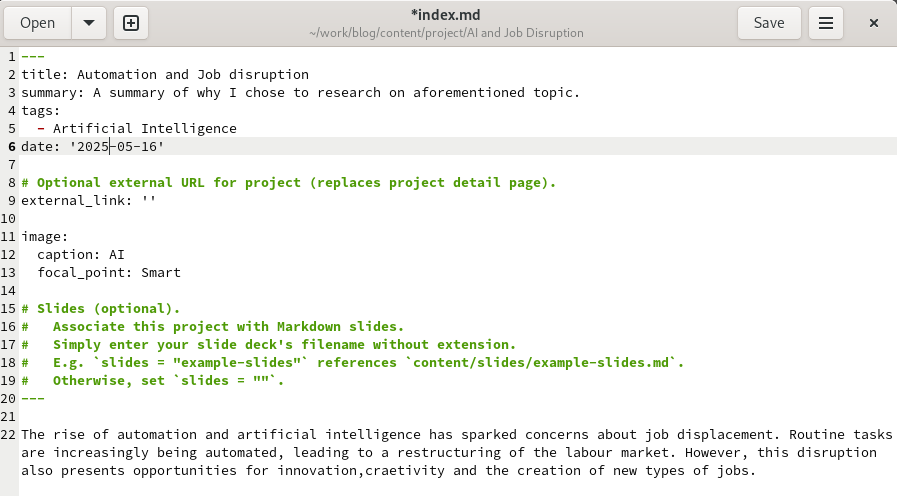 Open
*index.md
~/work/blog/content/project/AI and Job Disruption
Save
1 ---
2 title: Automation and Job disruption
3 summary: A summary of why I chose to research on aforementioned topic.
4 tags:
5   - Artificial Intelligence
6 date: '2025-05-16'
7
8 # Optional external URL for project (replaces project detail page).
9 external_link: ''
10
11 image:
12   caption: AI
13   focal_point: Smart
14
15 # Slides (optional).
16 #   Associate this project with Markdown slides.
17 #   Simply enter your slide deck's filename without extension.
18 #   E.g. `slides = "example-slides"` references `content/slides/example-slides.md`.
19 #   Otherwise, set `slides = ""`.
20 ---
21
22 The rise of automation and artificial intelligence has sparked concerns about job displacement. Routine tasks
are increasingly being automated, leading to a restructuring of the labour market. However, this disruption
also presents opportunities for innovation,craetivity and the creation of new types of jobs.